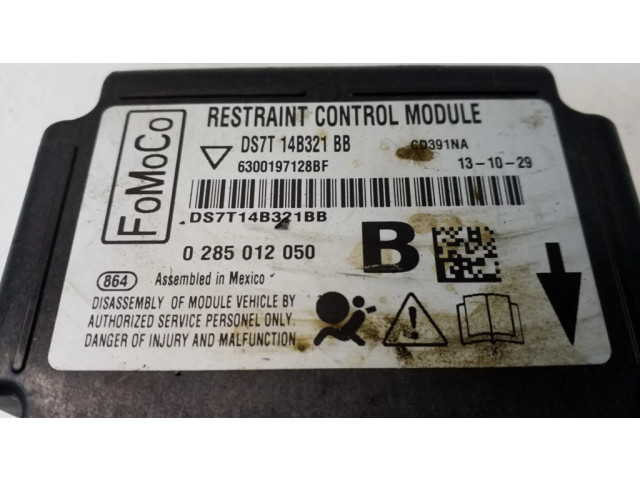 FoMoCo
RESTRAINT CONTROL MODULE
DS7T 14B321 BB CD391NA
6300197128BF 13-10-29
DS7T14B321BB
0 285 012 050 B
864 Assembled in Mexico
DISASSEMBLY OF MODULE VEHICLE BY
AUTHORIZED SERVICE PERSONEL ONLY.
DANGER OF INJURY AND MALFUNCTION